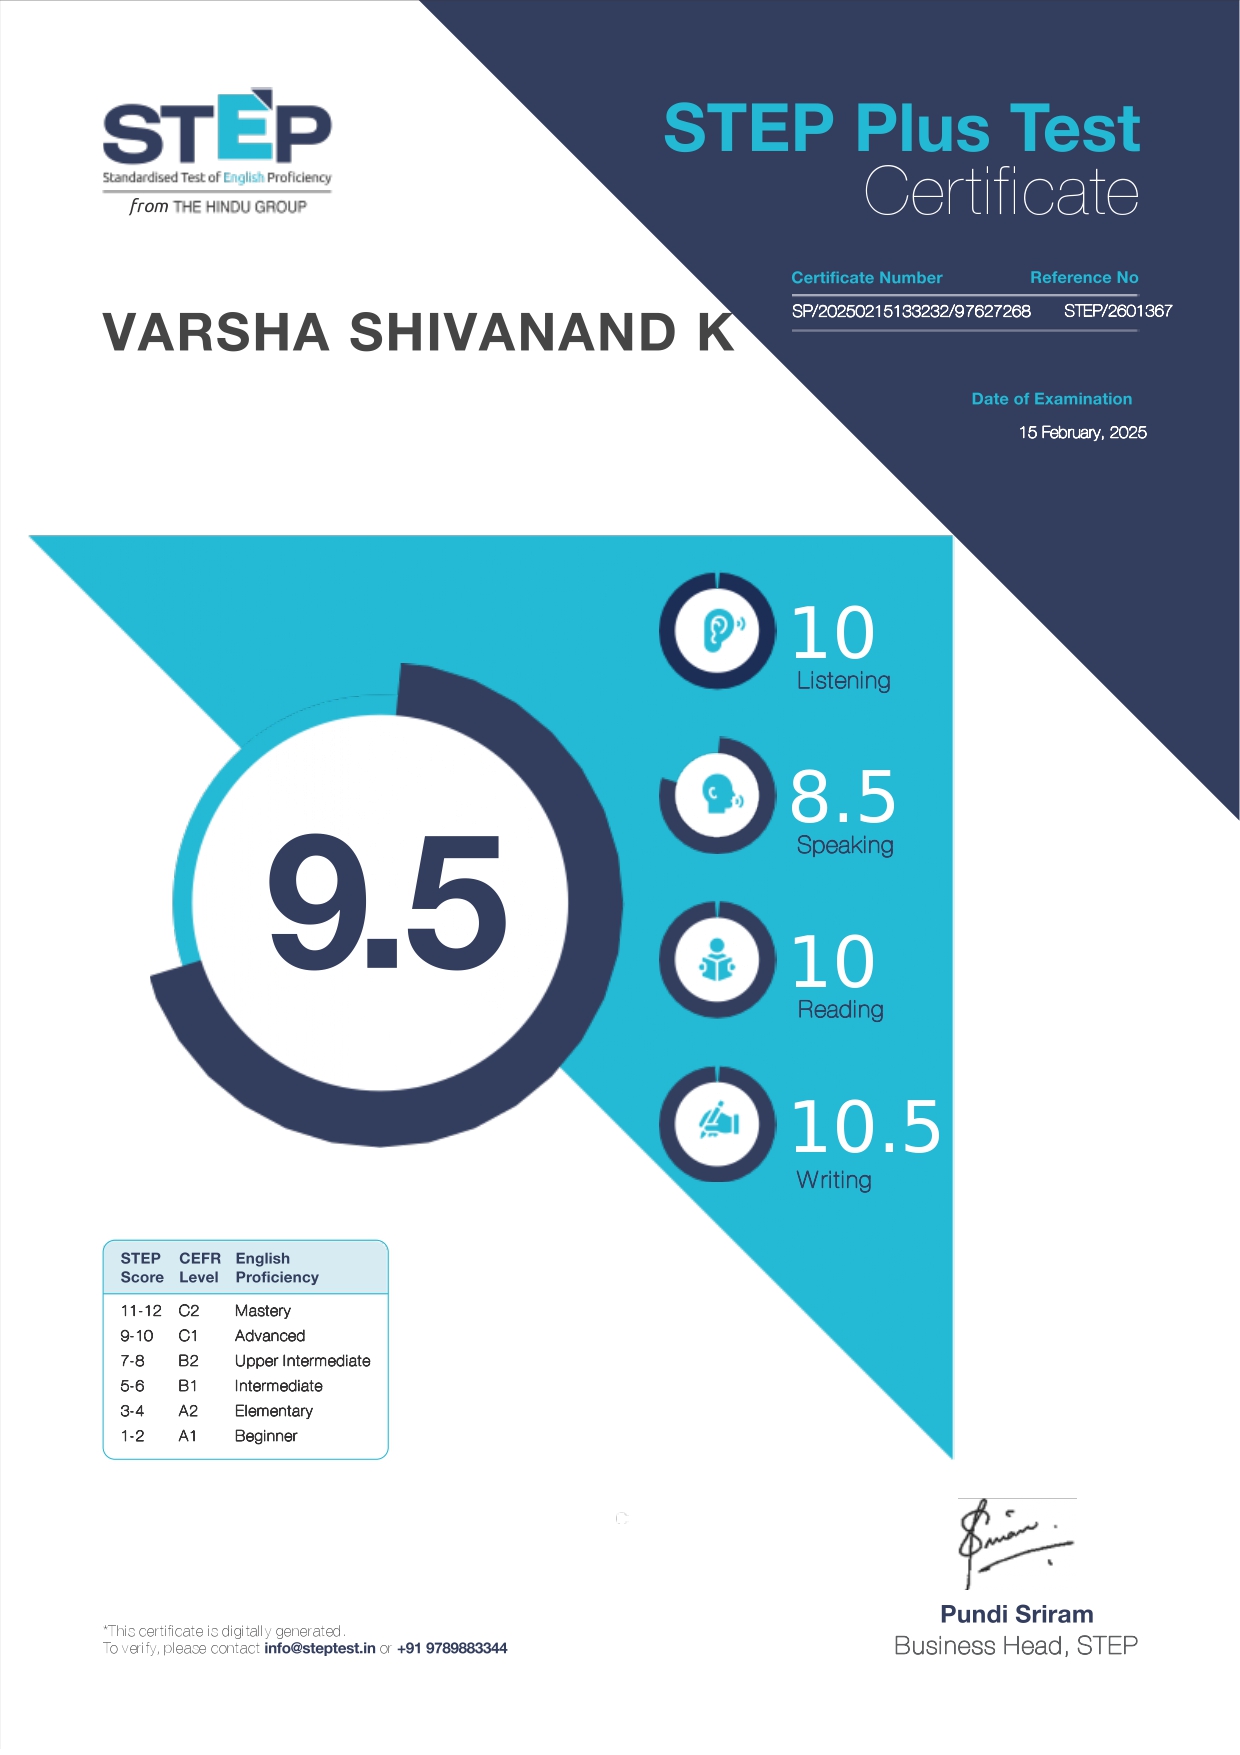 STEP
Standardised Test of English Proficiency
from THE HINDU GROUP
STEP Plus Test
Certificate
Certificate Number Reference No
SP/20250215133232/97627268 STEP/2601367
VARSHA SHIVANAND K
Date of Examination
15 February, 2025
10
Listening
8.5
Speaking
9.5
10
Reading
10.5
Writing
STEP Score CEFR Level English Proficiency
11-12 C2 Mastery
9-10 C1 Advanced
7-8 B2 Upper Intermediate
5-6 B1 Intermediate
3-4 A2 Elementary
1-2 A1 Beginner
Pundi Sriram
Business Head, STEP
*This certificate is digitally generated.
To verify, please contact info@steptest.in or +91 9789883344